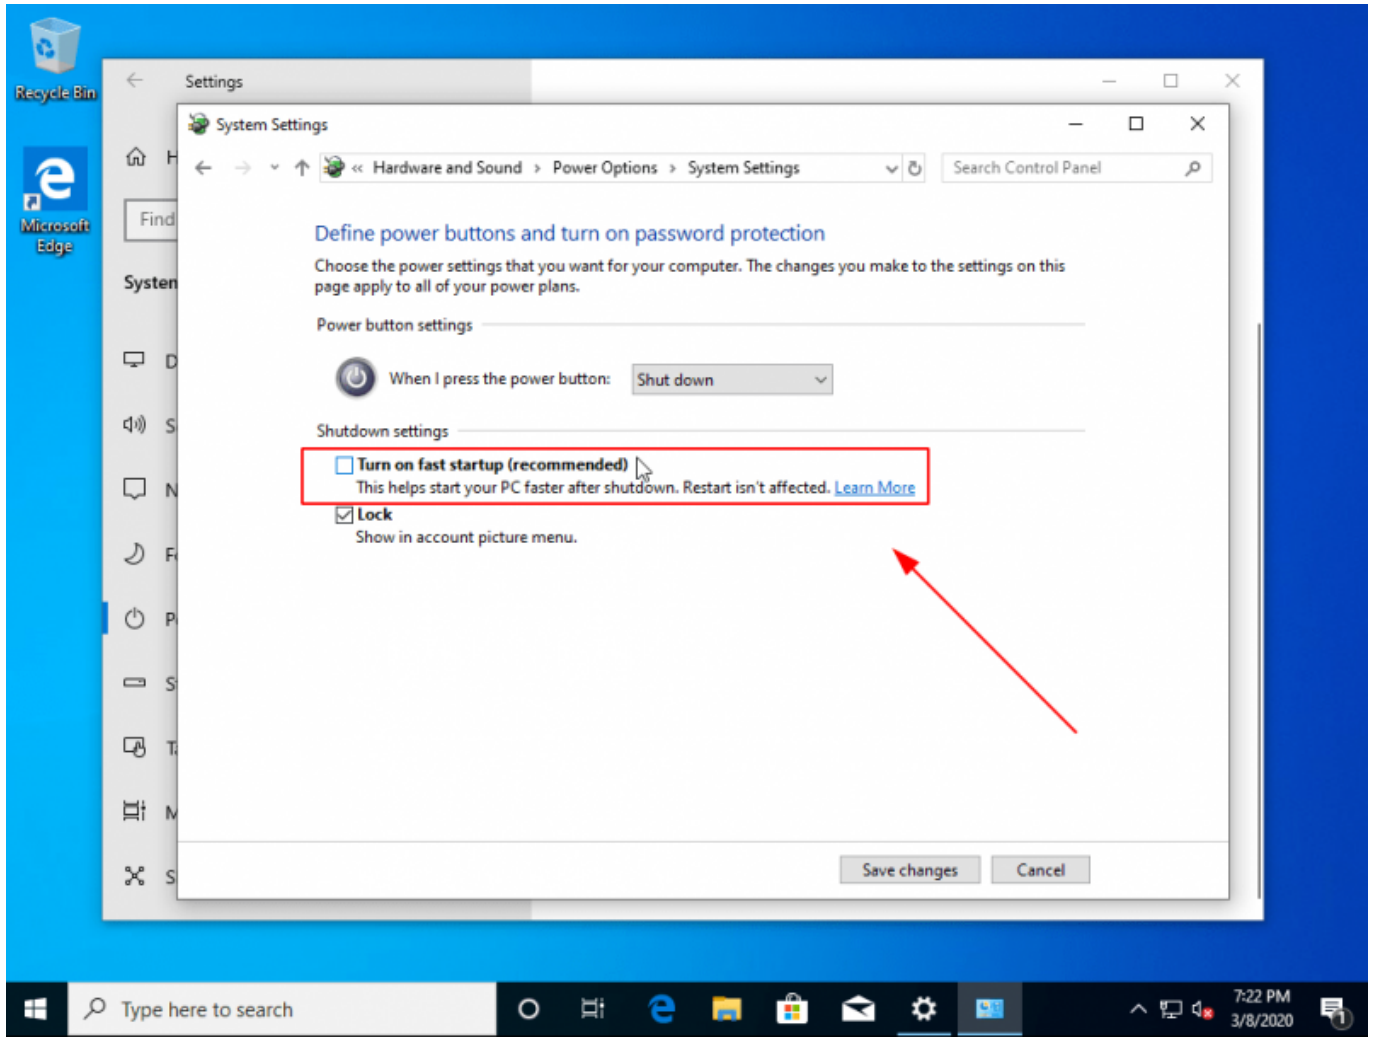 Recycle Bin
Microsoft
Edge
Settings
System Settings
« Hardware and Sound › Power Options › System Settings
Search Control Panel
Find
Define power buttons and turn on password protection
Choose the power settings that you want for your computer. The changes you make to the settings on this
page apply to all of your power plans.
Power button settings
When I press the power button:
Shut down
Shutdown settings
Turn on fast startup (recommended)
This helps start your PC faster after shutdown. Restart isn't affected. Learn More
Lock
Show in account picture menu.
Save changes
Cancel
Type here to search
7:22 PM
3/8/2020
1